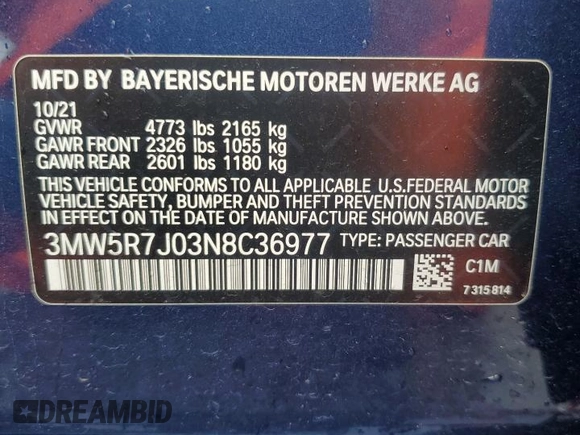 MFD BY BAYERISCHE MOTOREN WERKE AG
10/21
GVWR 4773 lbs 2165 kg
GAWR FRONT 2326 lbs 1055 kg
GAWR REAR 2601 lbs 1180 kg
THIS VEHICLE CONFORMS TO ALL APPLICABLE U.S.FEDERAL MOTOR
VEHICLE SAFETY, BUMPER AND THEFT PREVENTION STANDARDS
IN EFFECT ON THE DATE OF MANUFACTURE SHOWN ABOVE.
3MW5R7J03N8C36977 TYPE: PASSENGER CAR
C1M
7 315 814
DREAMBID